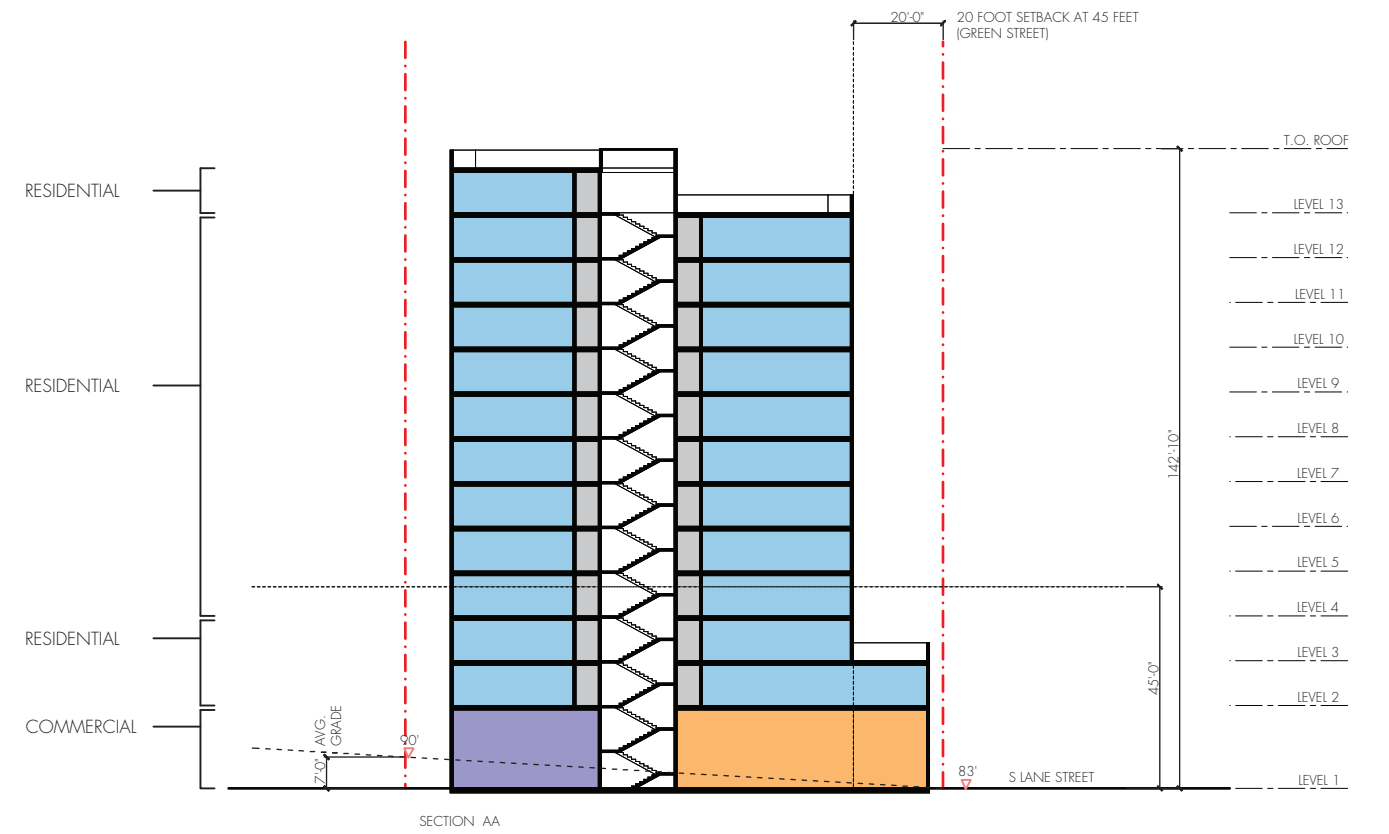 20'-0"
20 FOOT SETBACK AT 45 FEET
(GREEN STREET)
T.O. ROOF
RESIDENTIAL
LEVEL 13
LEVEL 12
LEVEL 11
LEVEL 10
RESIDENTIAL
LEVEL 9
LEVEL 8
142'-10"
LEVEL 7
LEVEL 6
LEVEL 5
LEVEL 4
RESIDENTIAL
LEVEL 3
45'-0"
LEVEL 2
COMMERCIAL
AVG.
GRADE
90'
7'-0"
83'
S LANE STREET
LEVEL 1
SECTION AA